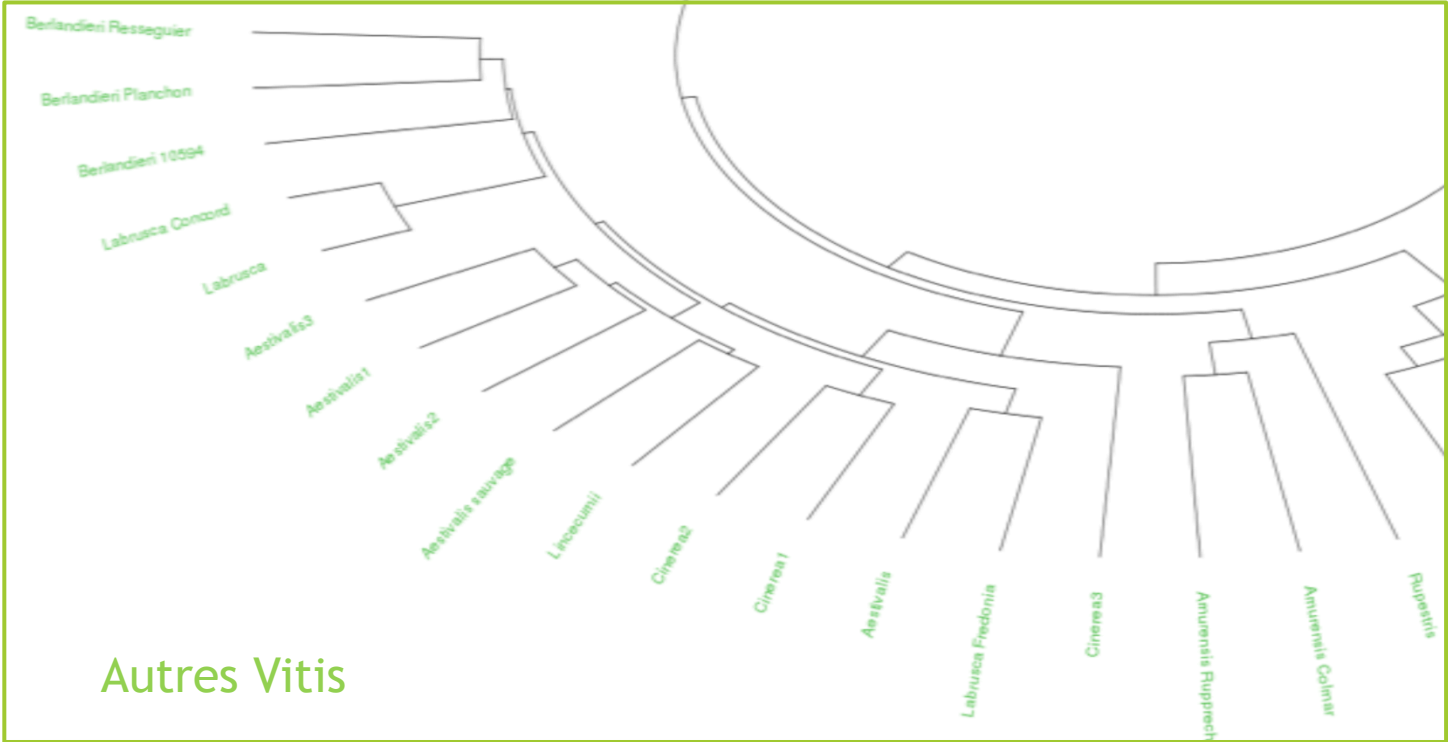 Berlandieri Resseguier
Berlandieri Planchon
Berlandieri 10594
Labrusca Concord
Labrusca
Aestivalis3
Aestivalis1
Aestivalis2
Aestivalis sauvage
Lincecumii
Cinerea2
Cinerea1
Aestivalis
Labrusca Fredonia
Cinerea3
Amurensis Rupprech
Amurensis Colmar
Rupestris
Autres Vitis